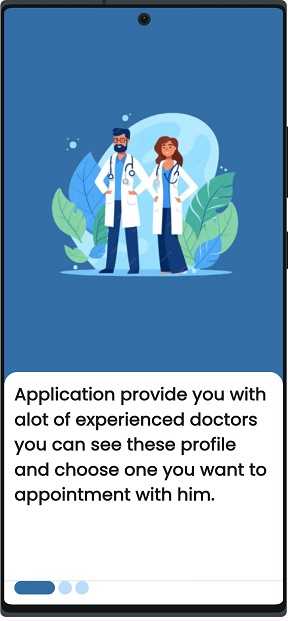 Application provide you with
alot of experienced doctors
you can see these profile
and choose one you want to
appointment with him.